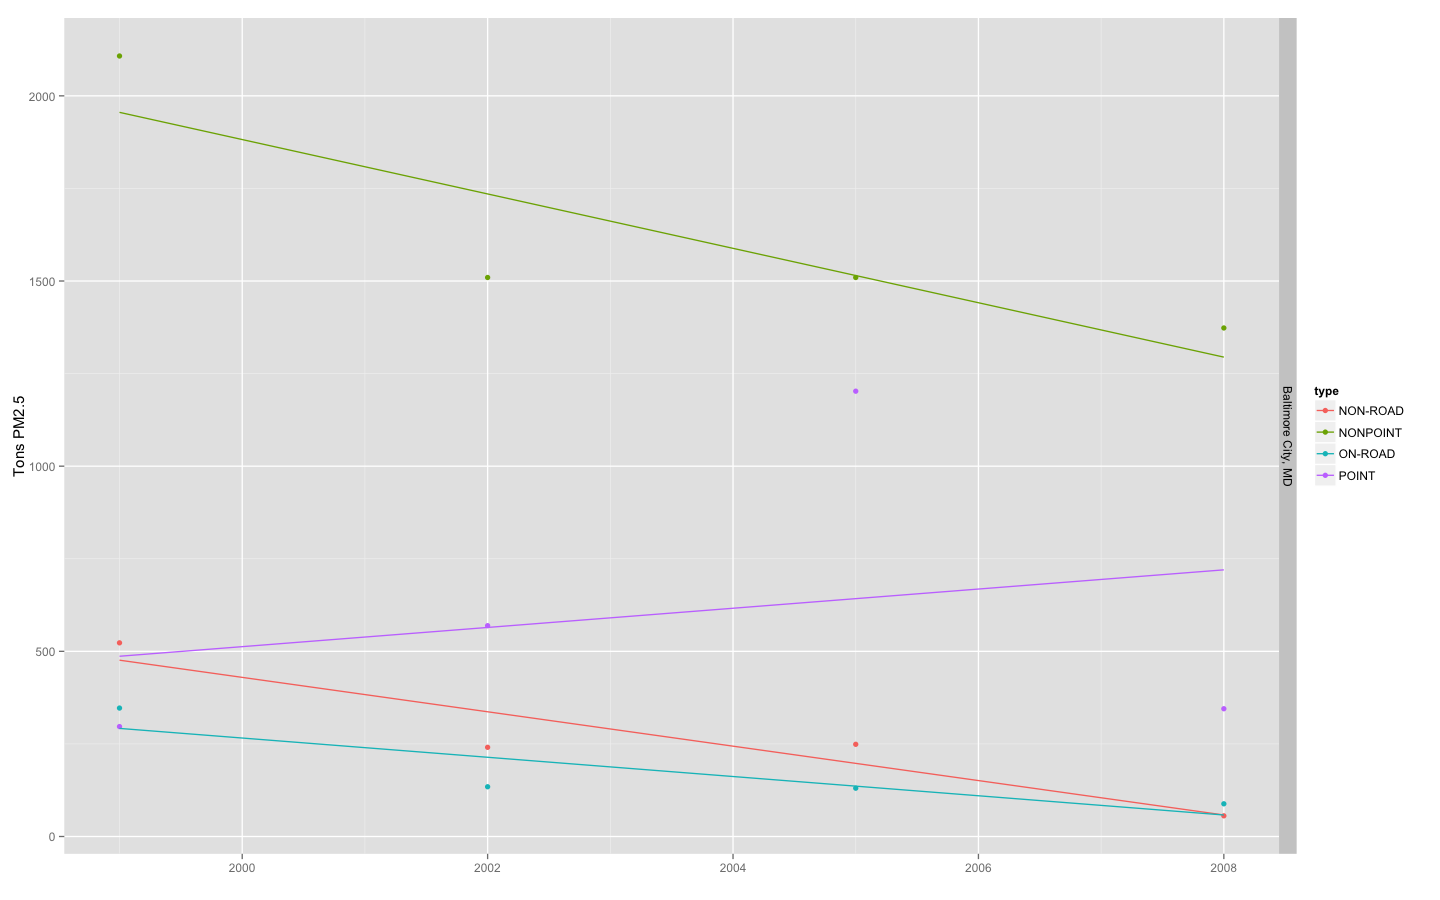 Tons PM2.5
2000
1500
1000
500
0
2000
2002
2004
2006
2008
Baltimore City, MD
type
NON-ROAD
NONPOINT
ON-ROAD
POINT